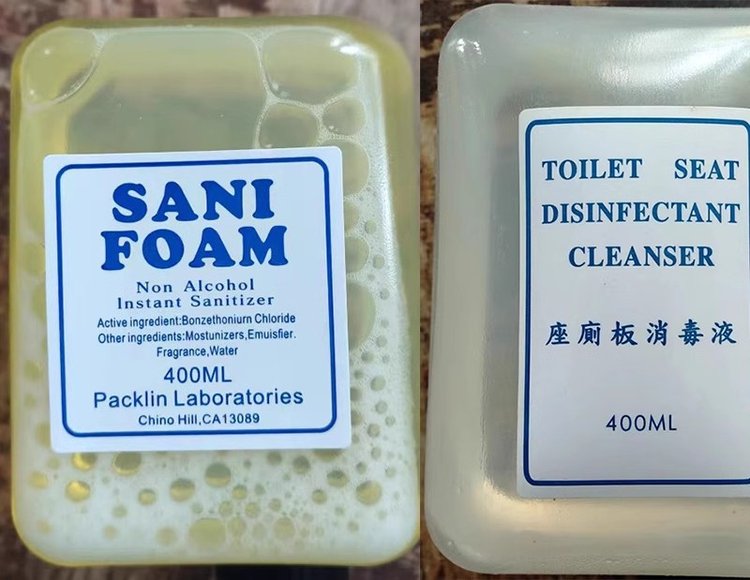 SANI
FOAM
Non Alcohol
Instant Sanitizer
Active ingredient:Bonzethoniurn Chloride
Other ingredients:Mostunizers,Emuisfier.
Fragrance,Water
400ML
Packlin Laboratories
Chino Hill,CA13089
TOILET SEAT
DISINFECTANT
CLEANSER
座廁板消毒液
400ML